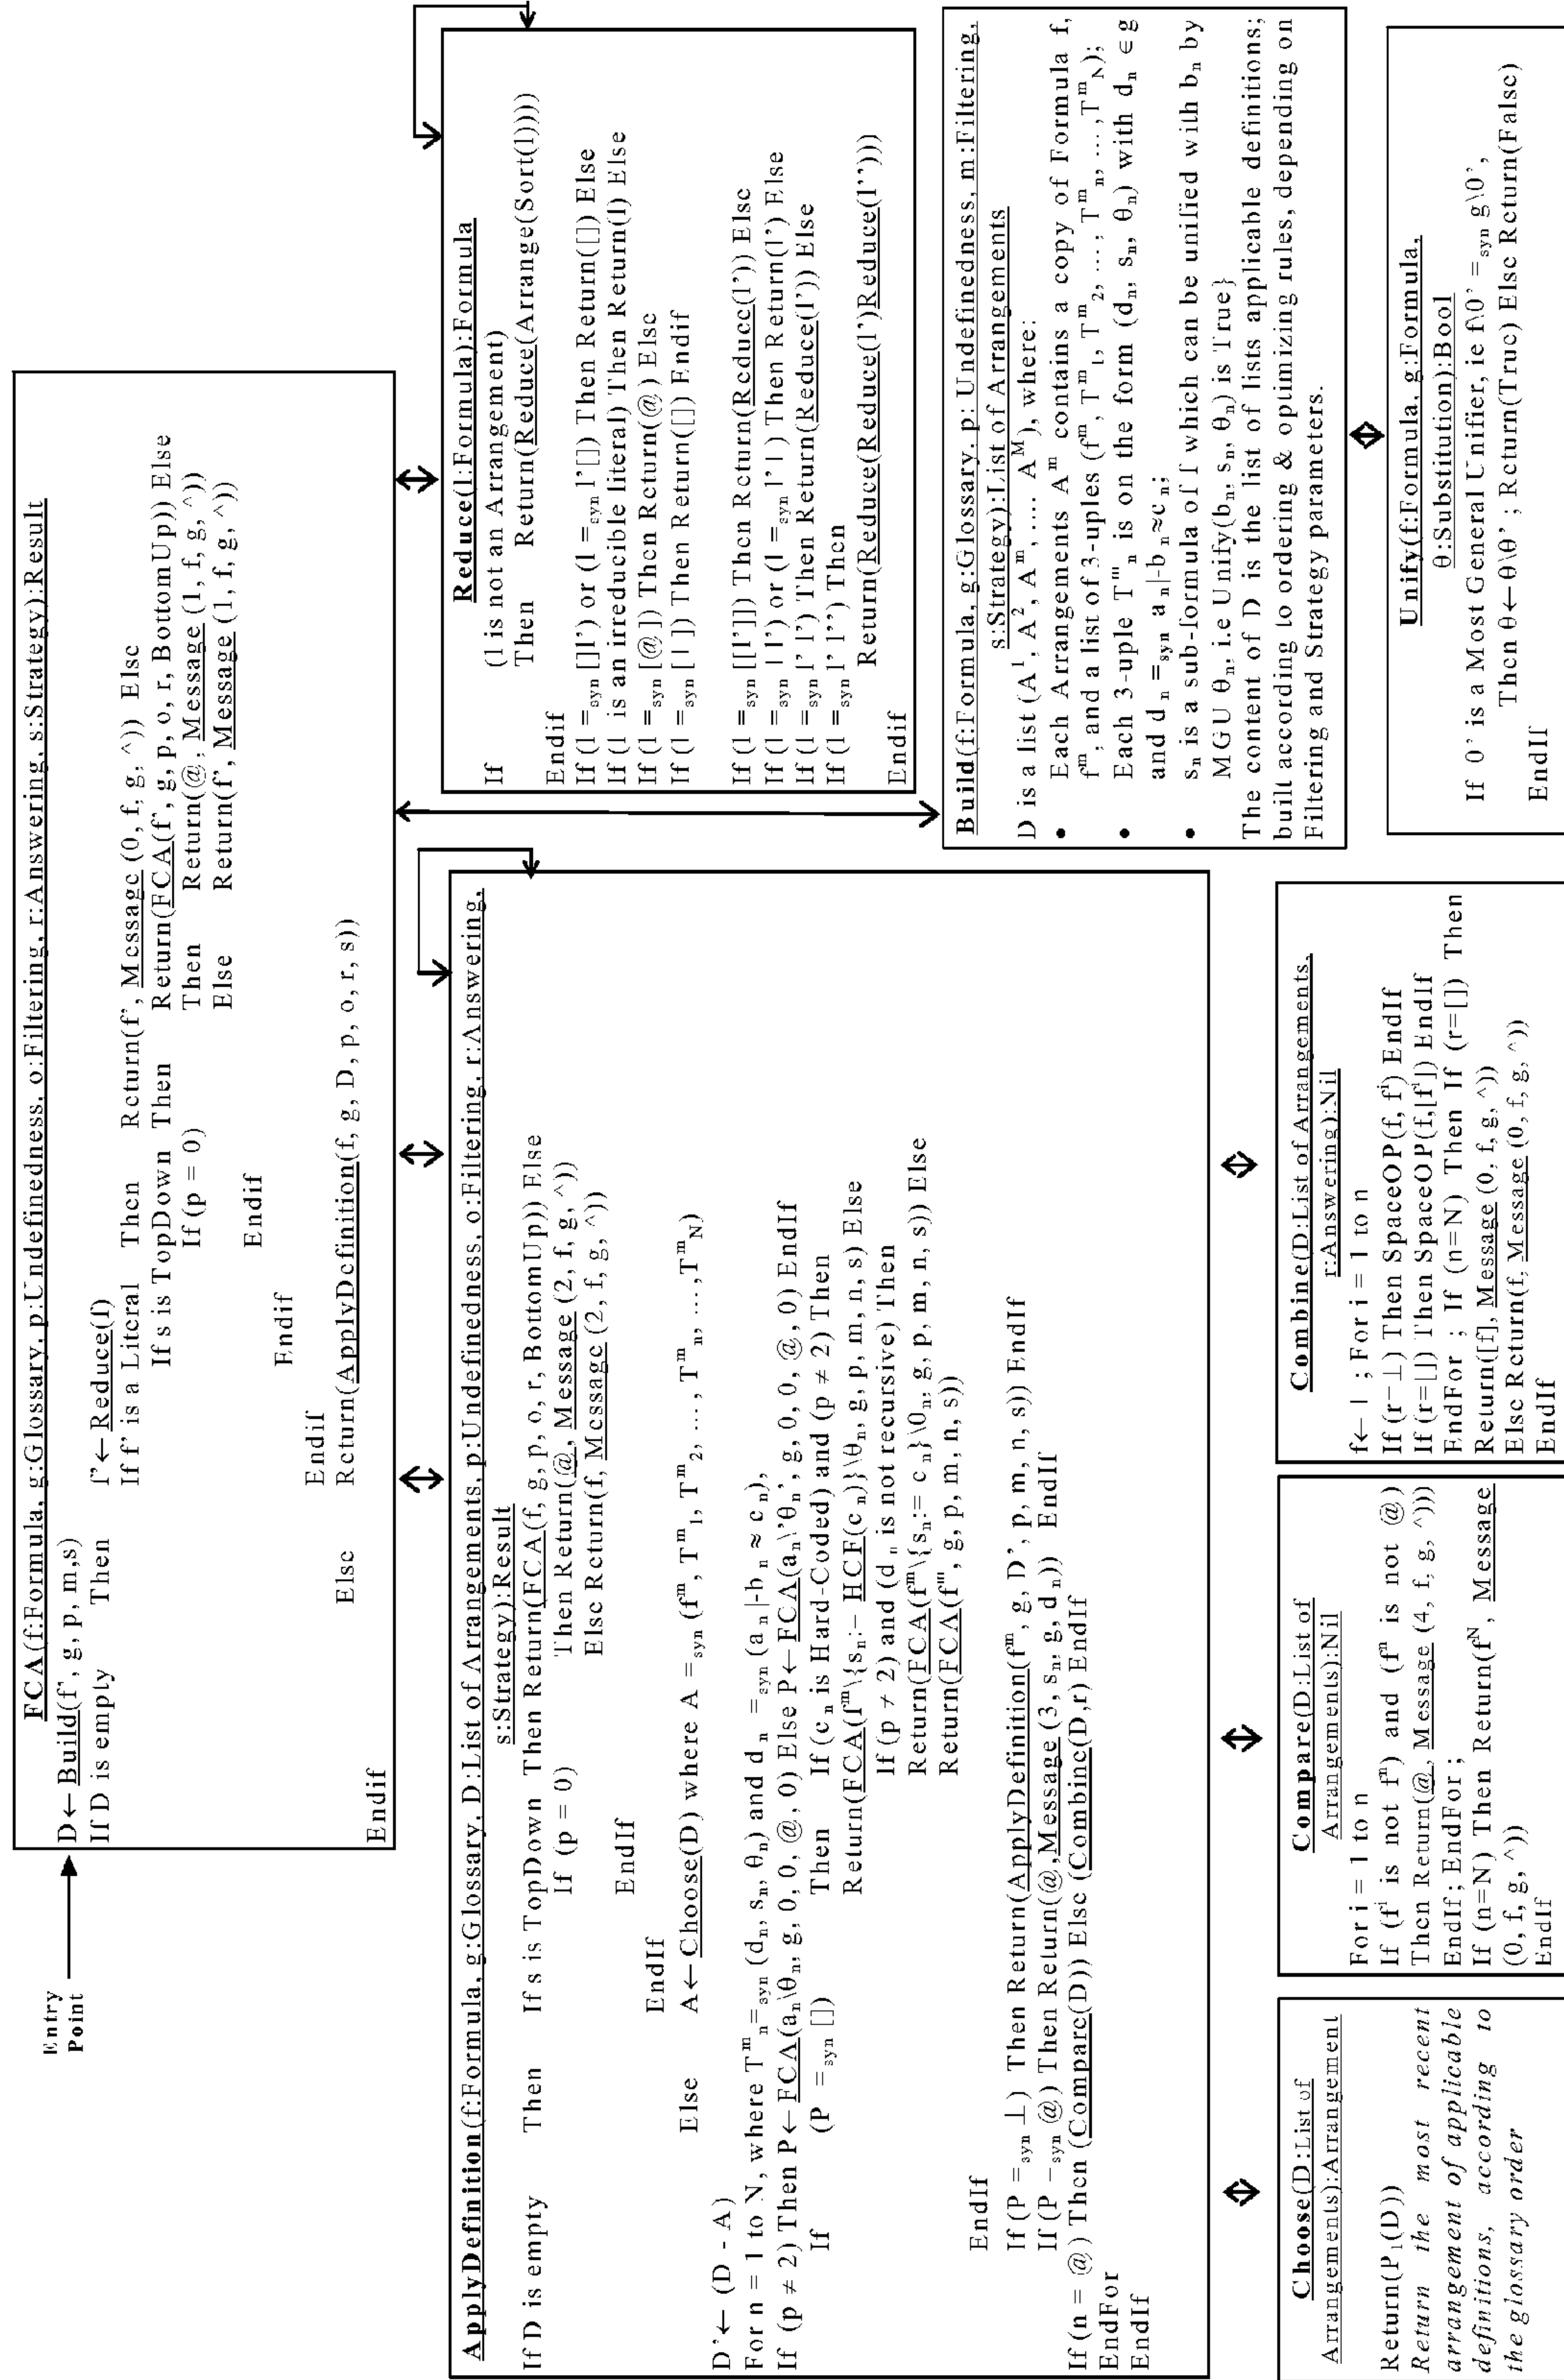 Entry
Point
FCA(f:Formula, g:Glossary, p:Undefinedness, o:Filtering, r:Answering, s:Strategy):Result
D← Build(f', g, p, m,s)
If D is empty Then f'←Reduce(f)
If f' is a Literal Then Return(f', Message (0, f, g, ^)) Else
If s is TopDown Then Return(FCA(f', g, p, o, r, BottomUp)) Else
If (p = 0) Then Return(@, Message (1, f, g, ^))
Else Return(f', Message (1, f, g, ^))
Endif
Endif
Endif
Else Return(ApplyDefinition(f, g, D, p, o, r, s))
Endif
ApplyDefinition(f:Formula, g:Glossary, D:List of Arrangements, p:Undefinedness, o:Filtering, r:Answering,
s:Strategy):Result
If D is empty Then If s is TopDown Then Return(FCA(f, g, p, o, r, BottomUp)) Else
If (p = 0) Then Return(@, Message (2, f, g, ^))
Else Return(f, Message (2, f, g, ^))
EndIf
EndIf
Else A←Choose(D) where A =syn (f^m, T^m_1, T^m_2, ..., T^m_n, ..., T^m_N)
D'← (D - A)
For n = 1 to N, where T^m_n =syn (d_n, s_n, θ_n) and d_n =syn (a_n|-b_n ≈ c_n),
If (p ≠ 2) Then P←FCA(a_n\θ_n, g, 0, 0, @, 0) Else P←FCA(a_n\'θ_n', g, 0, 0, @, 0) EndIf
If (P =syn []) Then If (c_n is Hard-Coded) and (p ≠ 2) Then
Return(FCA(f^m\{s_n:= HCF(c_n)}\θ_n, g, p, m, n, s) Else
If (p ≠ 2) and (d_n is not recursive) Then
Return(FCA(f^m\{s_n:= c_n}\θ_n, g, p, m, n, s)) Else
Return(FCA(f^m, g, p, m, n, s))
EndIf
If (P =syn ⊥) Then Return(ApplyDefinition(f^m, g, D', p, m, n, s)) EndIf
If (P =syn @) Then Return(@,Message (3, s_n, g, d_n)) EndIf
If (n = @) Then (Compare(D)) Else (Combine(D,r) EndIf
EndFor
EndIf
Reduce(l:Formula):Formula
If (l is not an Arrangement)
Then Return(Reduce(Arrange(Sort(l))))
Endif
If (l =syn []l') or (l =syn l'[]) Then Return([]) Else
If (l is an irreducible literal) Then Return(l) Else
If (l =syn [@]) Then Return(@) Else
If (l =syn [|]) Then Return([]) Endif
If (l =syn [[l']]) Then Return(Reduce(l')) Else
If (l =syn | l') or (l =syn l' | ) Then Return(l') Else
If (l =syn l' l') Then Return(Reduce(l')) Else
If (l =syn l' l'') Then
Return(Reduce(Reduce(l')Reduce(l'')))
Endif
Build(f:Formula, g:Glossary, p: Undefinedness, m:Filtering,
s:Strategy):List of Arrangements
D is a list (A^1, A^2, A^m, .... A^M), where:
• Each Arrangements A^m contains a copy of Formula f,
f^m, and a list of 3-uples (f^m, T^m_1, T^m_2, ..., T^m_n, ..., T^m_N);
• Each 3-uple T^m_n is on the form (d_n, s_n, θ_n) with d_n ∈ g
and d_n =syn a_n|-b_n≈c_n;
• s_n is a sub-formula of f which can be unified with b_n by
MGU θ_n, i.e Unify(b_n, s_n, θ_n) is True}
The content of D is the list of lists applicable definitions;
built according to ordering & optimizing rules, depending on
Filtering and Strategy parameters.
Choose(D:List of
Arrangements):Arrangement
Return(P_1(D))
Return the most recent
arrangement of applicable
definitions, according to
the glossary order
Compare(D:List of
Arrangements):Nil
For i = 1 to n
If (f^i is not f^n) and (f^n is not @)
Then Return(@, Message (4, f, g, ^)))
EndIf; EndFor;
If (n=N) Then Return(f^N, Message
(0, f, g, ^))
EndIf
Combine(D:List of Arrangements,
r:Answering):Nil
f← | ; For i = 1 to n
If (r=⊥) Then SpaceOP(f, f^i) EndIf
If (r=[]) Then SpaceOP(f,[f^i]) EndIf
EndFor ; If (n=N) Then If (r=[]) Then
Return([f], Message (0, f, g, ^))
Else Return(f, Message (0, f, g, ^))
EndIf
Unify(f:Formula, g:Formula,
θ:Substitution):Bool
If θ' is a Most General Unifier, ie f\θ' =syn g\θ',
Then θ← θ\θ' ; Return(True) Else Return(False)
EndIf